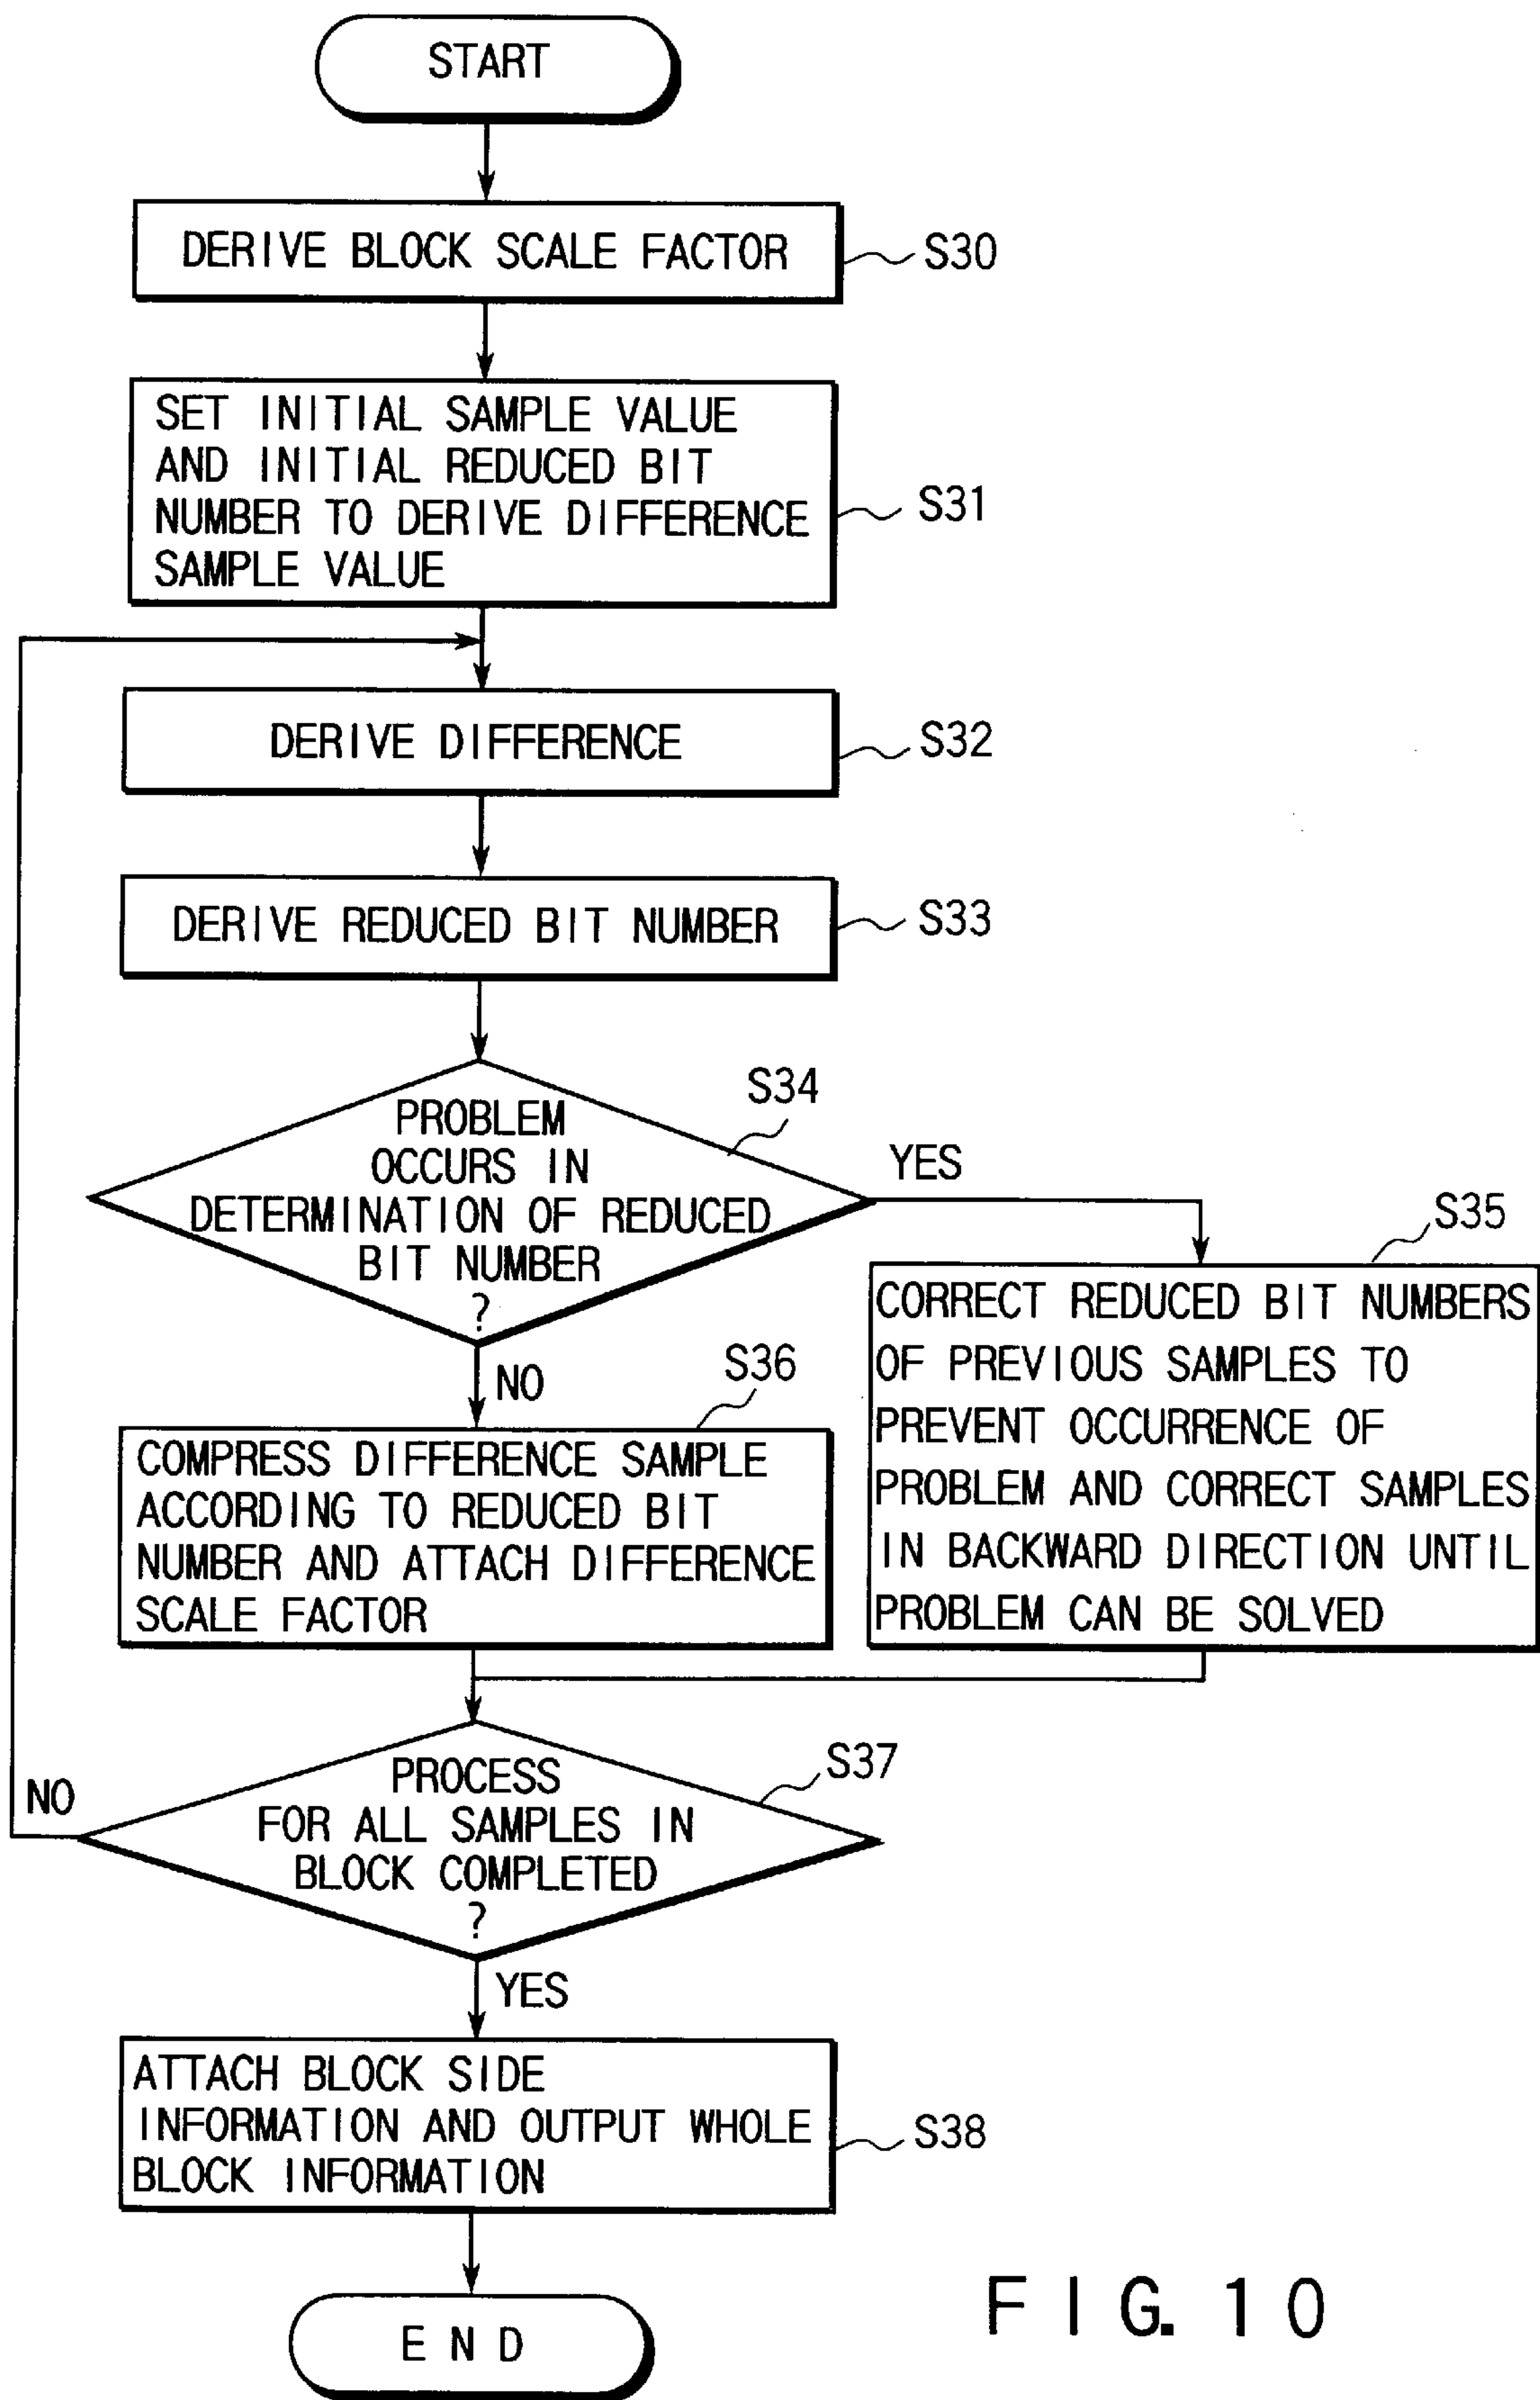 START
DERIVE BLOCK SCALE FACTOR
S30
SET INITIAL SAMPLE VALUE
AND INITIAL REDUCED BIT
NUMBER TO DERIVE DIFFERENCE
SAMPLE VALUE
S31
DERIVE DIFFERENCE
S32
DERIVE REDUCED BIT NUMBER
S33
S34
PROBLEM
OCCURS IN
DETERMINATION OF REDUCED
BIT NUMBER
?
YES
NO
S35
CORRECT REDUCED BIT NUMBERS
OF PREVIOUS SAMPLES TO
PREVENT OCCURRENCE OF
PROBLEM AND CORRECT SAMPLES
IN BACKWARD DIRECTION UNTIL
PROBLEM CAN BE SOLVED
S36
COMPRESS DIFFERENCE SAMPLE
ACCORDING TO REDUCED BIT
NUMBER AND ATTACH DIFFERENCE
SCALE FACTOR
S37
PROCESS
FOR ALL SAMPLES IN
BLOCK COMPLETED
?
NO
YES
ATTACH BLOCK SIDE
INFORMATION AND OUTPUT WHOLE
BLOCK INFORMATION
S38
END
FIG. 10